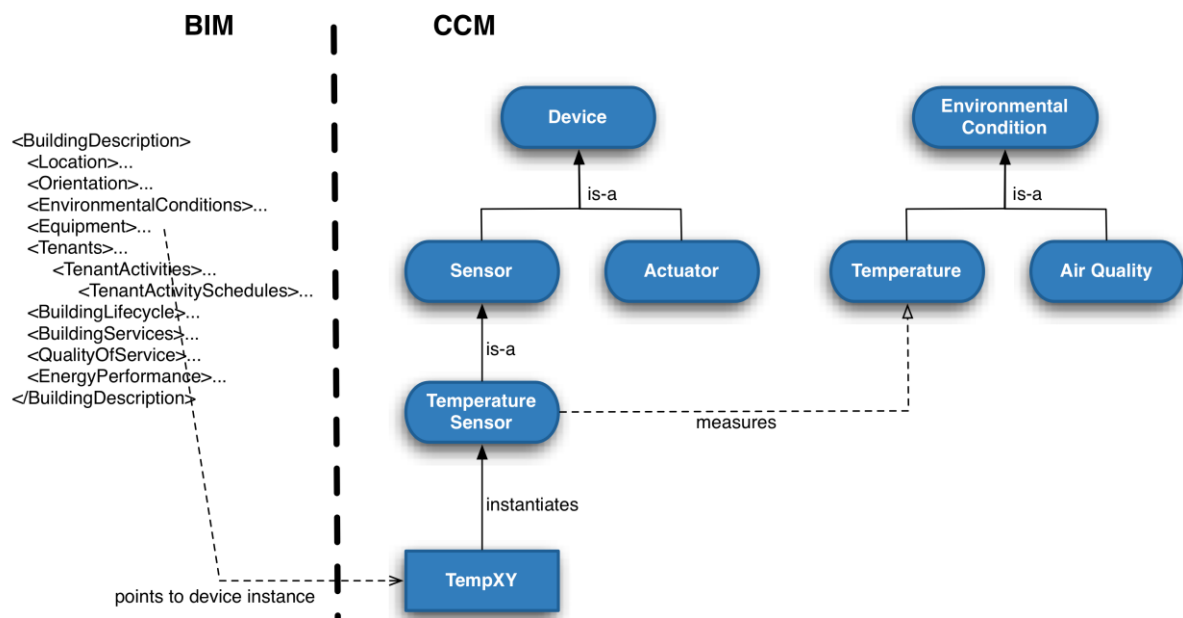 BIM
CCM
<BuildingDescription>
<Location>...
<Orientation>...
<EnvironmentalConditions>...
<Equipment>...
<Tenants>...
<TenantActivities>...
<TenantActivitySchedules>...
<BuildingLifecycle>...
<BuildingServices>...
<QualityOfService>...
<EnergyPerformance>...
</BuildingDescription>
points to device instance
Device
is-a
Sensor
Actuator
is-a
Temperature
Sensor
measures
instantiates
TempXY
Environmental
Condition
is-a
Temperature
Air Quality